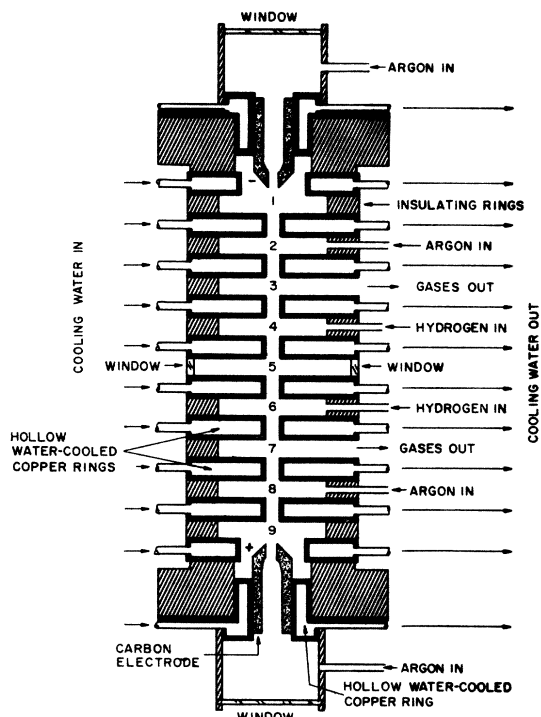 WINDOW
ARGON IN
−
1
INSULATING RINGS
2
ARGON IN
COOLING WATER IN
3
GASES OUT
4
HYDROGEN IN
WINDOW
5
WINDOW
COOLING WATER OUT
6
HYDROGEN IN
HOLLOW
WATER-COOLED
COPPER RINGS
7
GASES OUT
8
ARGON IN
9
+
CARBON
ELECTRODE
ARGON IN
HOLLOW WATER-COOLED
COPPER RING
WINDOW